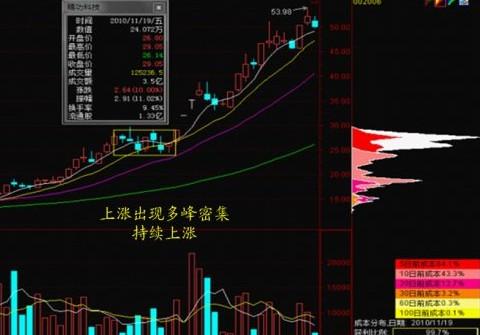 002006
精功科技
时间 2010/11/19/五
数值 24.072万
开盘价 26.80
最高价 29.05
最低价 26.14
收盘价 29.05
成交量 125236.5
成交额 3.5亿
涨跌 2.64(10.00%)
振幅 2.91(11.02%)
换手率 9.45%
流通股 1.33亿
53.98
50.00
45.00
40.00
35.00
30.00
25.00
20.00
15.00
上涨出现多峰密集
持续上涨
20000
10000
5日前成本64.1%
10日前成本43.3%
20日前成本12.7%
30日前成本3.2%
60日前成本0.3%
100日前成本0.1%
成本分布,日期 2010/11/19
获利比例 99.7%